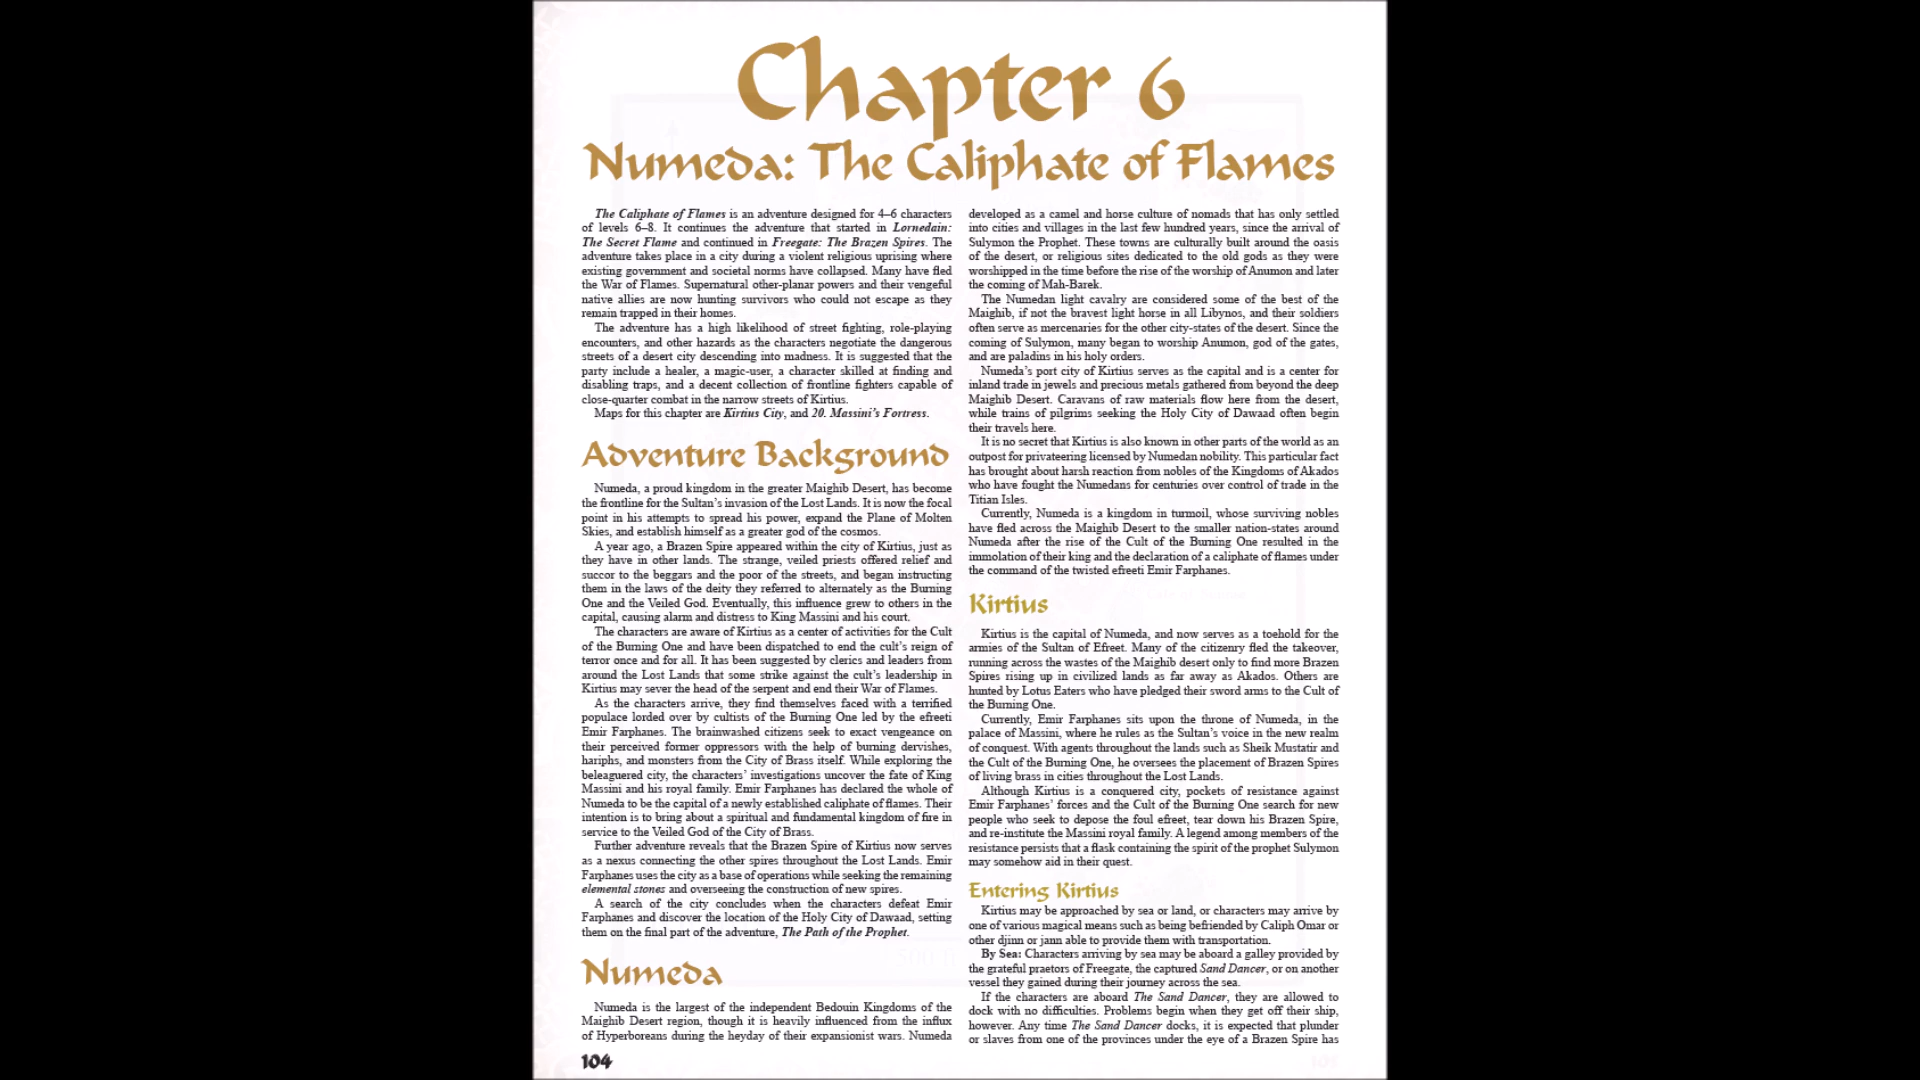 Chapter 6
Numeda: The Caliphate of Flames
The Caliphate of Flames is an adventure designed for 4–6 characters
of levels 6–8. It continues the adventure that started in Lornedain:
The Secret Flame and continued in Freegate: The Brazen Spires. The
adventure takes place in a city during a violent religious uprising where
existing government and societal norms have collapsed. Many have fled
the War of Flames. Supernatural other-planar powers and their vengeful
native allies are now hunting survivors who could not escape as they
remain trapped in their homes.
The adventure has a high likelihood of street fighting, role-playing
encounters, and other hazards as the characters negotiate the dangerous
streets of a desert city descending into madness. It is suggested that the
party include a healer, a magic-user, a character skilled at finding and
disabling traps, and a decent collection of frontline fighters capable of
close-quarter combat in the narrow streets of Kirtius.
Maps for this chapter are Kirtius City, and 20. Massini's Fortress.
Adventure Background
Numeda, a proud kingdom in the greater Maighib Desert, has become
the frontline for the Sultan's invasion of the Lost Lands. It is now the focal
point in his attempts to spread his power, expand the Plane of Molten
Skies, and establish himself as a greater god of the cosmos.
A year ago, a Brazen Spire appeared within the city of Kirtius, just as
they have in other lands. The strange, veiled priests offered relief and
succor to the beggars and the poor of the streets, and began instructing
them in the laws of the deity they referred to alternately as the Burning
One and the Veiled God. Eventually, this influence grew to others in the
capital, causing alarm and distress to King Massini and his court.
The characters are aware of Kirtius as a center of activities for the Cult
of the Burning One and have been dispatched to end the cult's reign of
terror once and for all. It has been suggested by clerics and leaders from
around the Lost Lands that some strike against the cult's leadership in
Kirtius may sever the head of the serpent and end their War of Flames.
As the characters arrive, they find themselves faced with a terrified
populace lorded over by cultists of the Burning One led by the efreeti
Emir Farphanes. The brainwashed citizens seek to exact vengeance on
their perceived former oppressors with the help of burning dervishes,
hariphs, and monsters from the City of Brass itself. While exploring the
beleaguered city, the characters' investigations uncover the fate of King
Massini and his royal family. Emir Farphanes has declared the whole of
Numeda to be the capital of a newly established caliphate of flames. Their
intention is to bring about a spiritual and fundamental kingdom of fire in
service to the Veiled God of the City of Brass.
Further adventure reveals that the Brazen Spire of Kirtius now serves
as a nexus connecting the other spires throughout the Lost Lands. Emir
Farphanes uses the city as a base of operations while seeking the remaining
elemental stones and overseeing the construction of new spires.
A search of the city concludes when the characters defeat Emir
Farphanes and discover the location of the Holy City of Dawaad, setting
them on the final part of the adventure, The Path of the Prophet.
Numeda
Numeda is the largest of the independent Bedouin Kingdoms of the
Maighib Desert region, though it is heavily influenced from the influx
of Hyperboreans during the heyday of their expansionist wars. Numeda
104
developed as a camel and horse culture of nomads that has only settled
into cities and villages in the last few hundred years, since the arrival of
Sulymon the Prophet. These towns are culturally built around the oasis
of the desert, or religious sites dedicated to the old gods as they were
worshipped in the time before the rise of the worship of Anumon and later
the coming of Mah-Barek.
The Numedan light cavalry are considered some of the best of the
Maighib, if not the bravest light horse in all Libynos, and their soldiers
often serve as mercenaries for the other city-states of the desert. Since the
coming of Sulymon, many began to worship Anumon, god of the gates,
and are paladins in his holy orders.
Numeda's port city of Kirtius serves as the capital and is a center for
inland trade in jewels and precious metals gathered from beyond the deep
Maighib Desert. Caravans of raw materials flow here from the desert,
while trains of pilgrims seeking the Holy City of Dawaad often begin
their travels here.
It is no secret that Kirtius is also known in other parts of the world as an
outpost for privateering licensed by Numedan nobility. This particular fact
has brought about harsh reaction from nobles of the Kingdoms of Akados
who have fought the Numedans for centuries over control of trade in the
Titian Isles.
Currently, Numeda is a kingdom in turmoil, whose surviving nobles
have fled across the Maighib Desert to the smaller nation-states around
Numeda after the rise of the Cult of the Burning One resulted in the
immolation of their king and the declaration of a caliphate of flames under
the command of the twisted efreeti Emir Farphanes.
Kirtius
Kirtius is the capital of Numeda, and now serves as a toehold for the
armies of the Sultan of Efreet. Many of the citizenry fled the takeover,
running across the wastes of the Maighib desert only to find more Brazen
Spires rising up in civilized lands as far away as Akados. Others are
hunted by Lotus Eaters who have pledged their sword arms to the Cult of
the Burning One.
Currently, Emir Farphanes sits upon the throne of Numeda, in the
palace of Massini, where he rules as the Sultan's voice in the new realm
of conquest. With agents throughout the lands such as Sheik Mustatir and
the Cult of the Burning One, he oversees the placement of Brazen Spires
of living brass in cities throughout the Lost Lands.
Although Kirtius is a conquered city, pockets of resistance against
Emir Farphanes' forces and the Cult of the Burning One search for new
people who seek to depose the foul efreet, tear down his Brazen Spire,
and re-institute the Massini royal family. A legend among members of the
resistance persists that a flask containing the spirit of the prophet Sulymon
may somehow aid in their quest.
Entering Kirtius
Kirtius may be approached by sea or land, or characters may arrive by
one of various magical means such as being befriended by Caliph Omar or
other djinn or jann able to provide them with transportation.
By Sea: Characters arriving by sea may be aboard a galley provided by
the grateful praetors of Freegate, the captured Sand Dancer, or on another
vessel they gained during their journey across the sea.
If the characters are aboard The Sand Dancer, they are allowed to
dock with no difficulties. Problems begin when they get off their ship,
however. Any time The Sand Dancer docks, it is expected that plunder
or slaves from one of the provinces under the eye of a Brazen Spire has